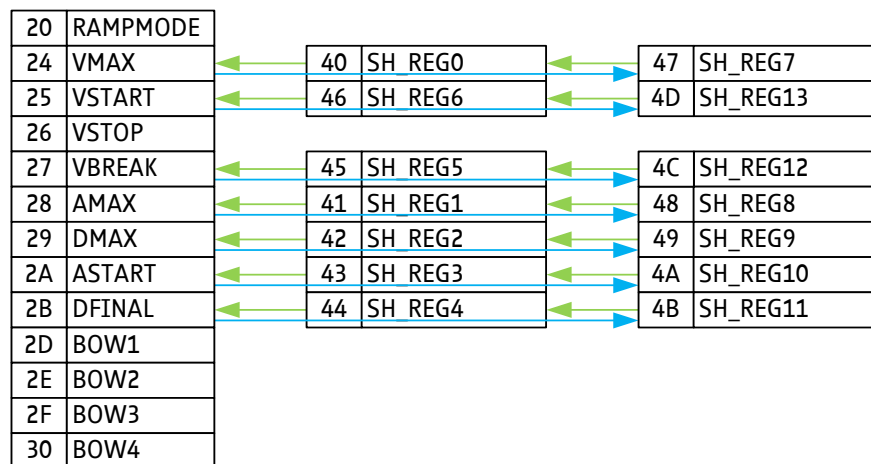 20 RAMPMODE
24 VMAX 40 SH_REG0 47 SH_REG7
25 VSTART 46 SH_REG6 4D SH_REG13
26 VSTOP
27 VBREAK 45 SH_REG5 4C SH_REG12
28 AMAX 41 SH_REG1 48 SH_REG8
29 DMAX 42 SH_REG2 49 SH_REG9
2A ASTART 43 SH_REG3 4A SH_REG10
2B DFINAL 44 SH_REG4 4B SH_REG11
2D BOW1
2E BOW2
2F BOW3
30 BOW4